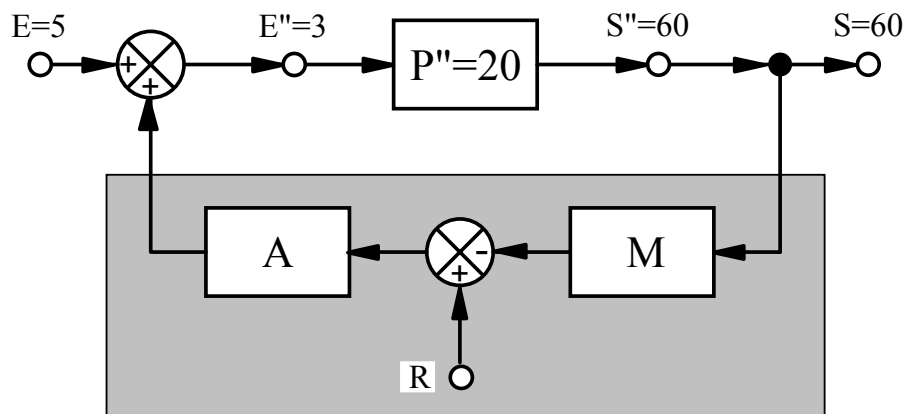 E=5 E"=3 S"=60 S=60
+ P"=20
+
A - M
+
R